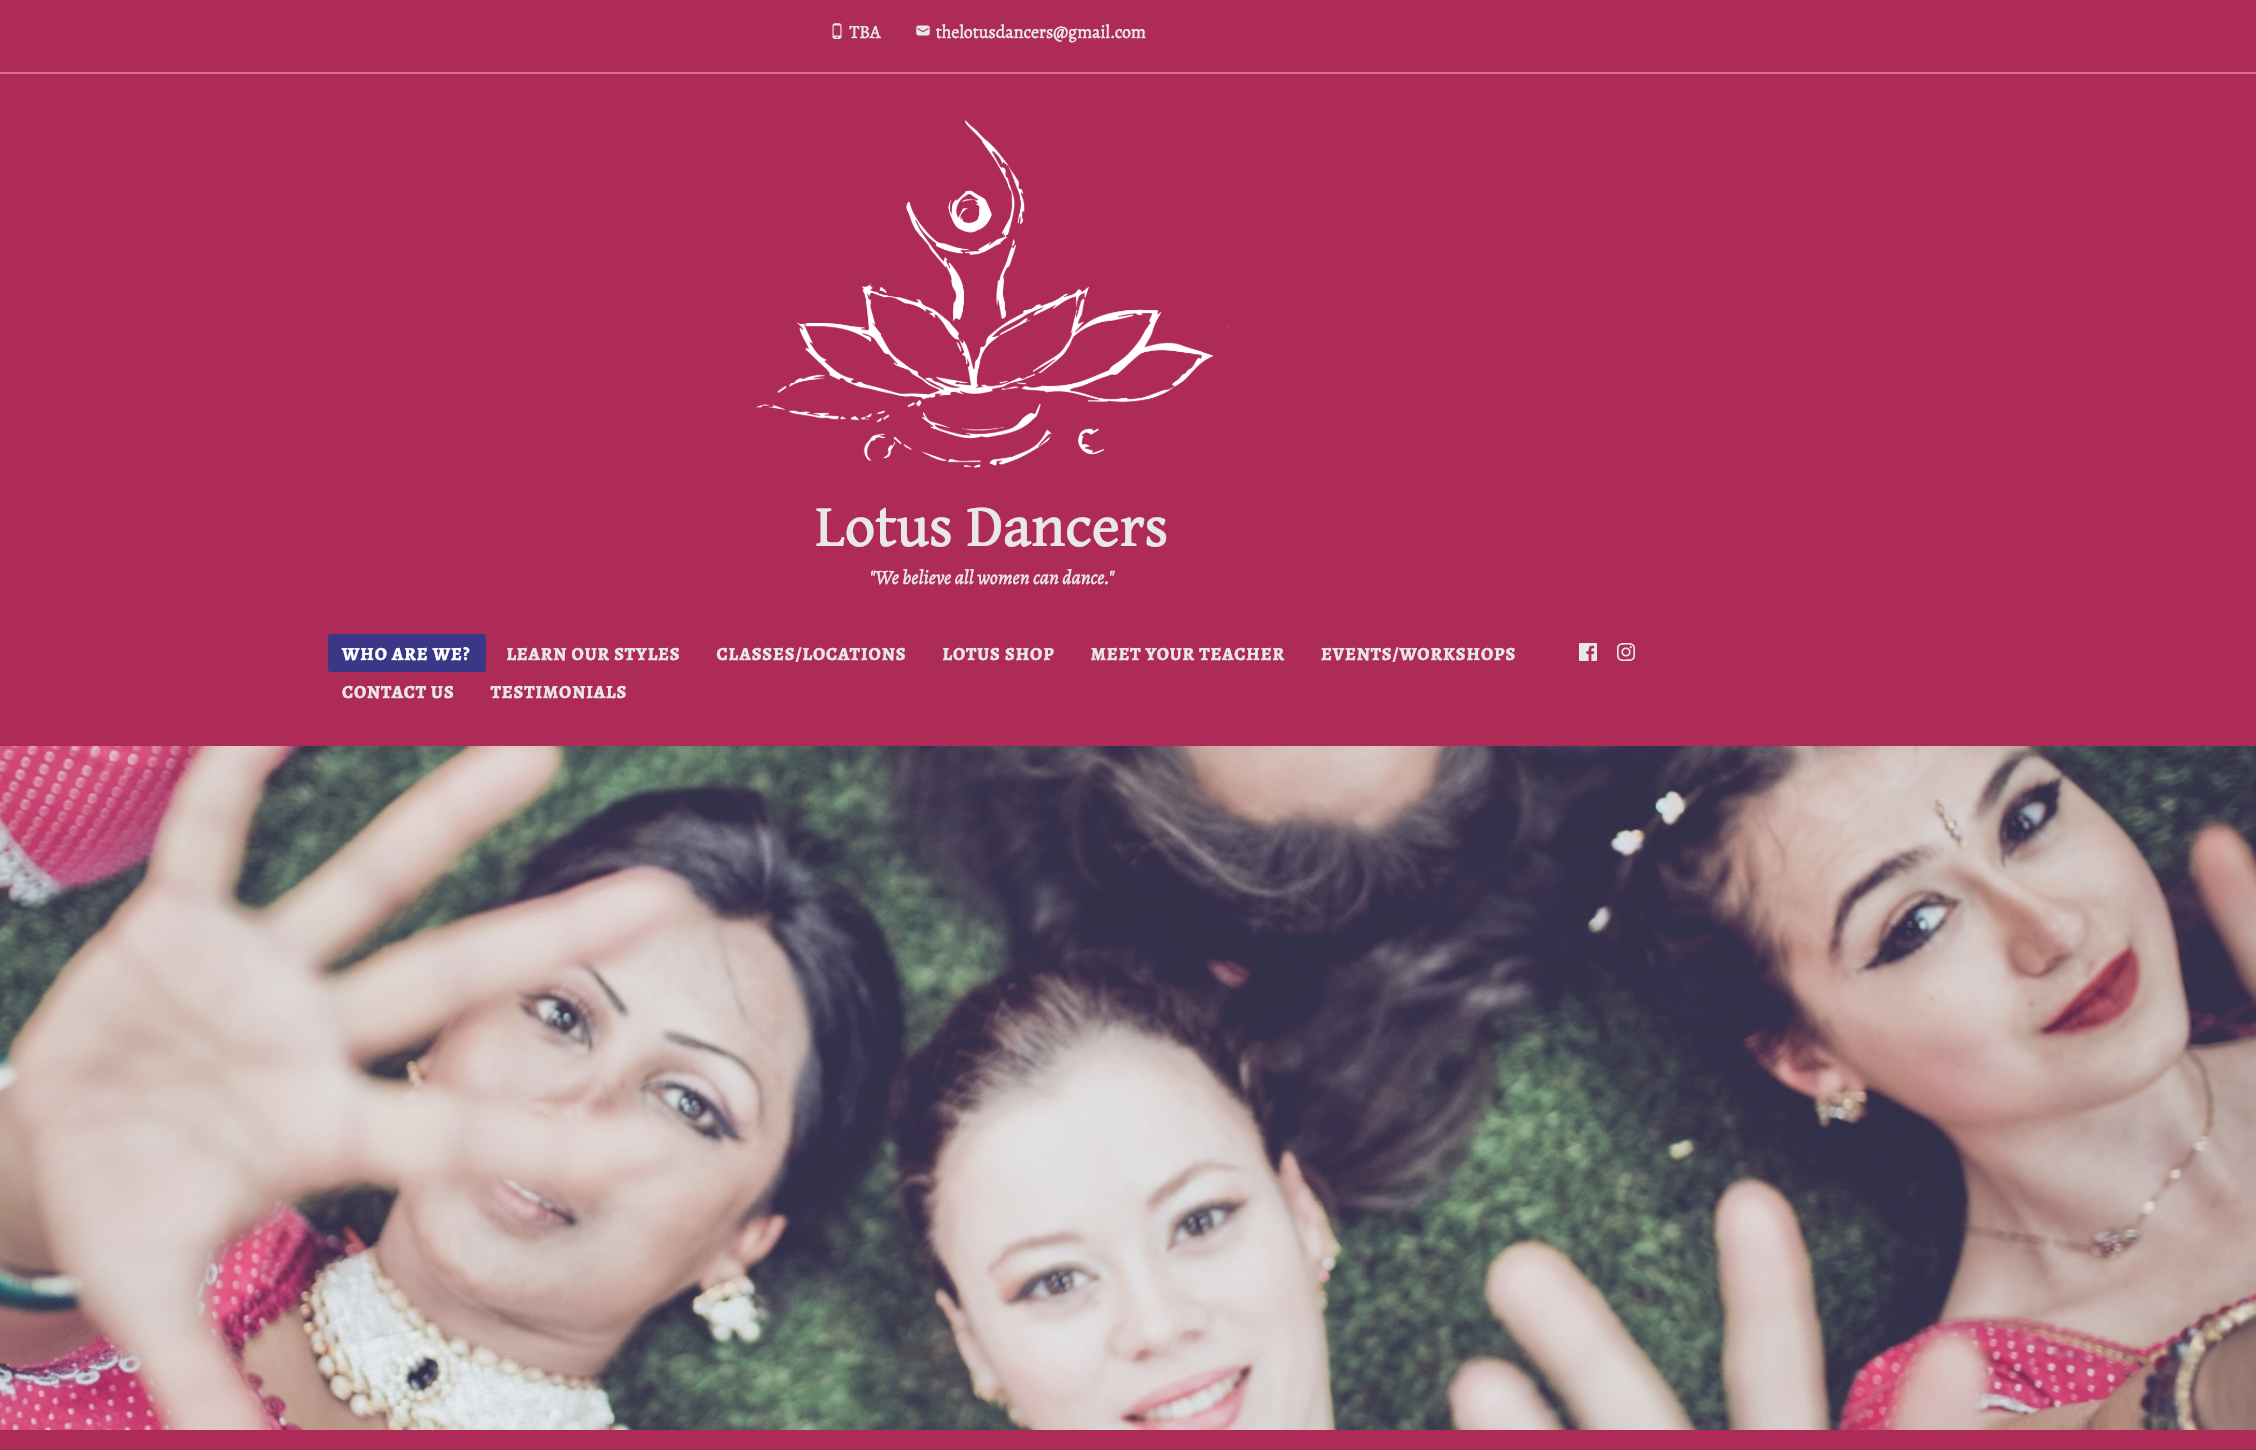 TBA thelotusdancers@gmail.com
Lotus Dancers
"We believe all women can dance."
WHO ARE WE? LEARN OUR STYLES CLASSES/LOCATIONS LOTUS SHOP MEET YOUR TEACHER EVENTS/WORKSHOPS
CONTACT US TESTIMONIALS